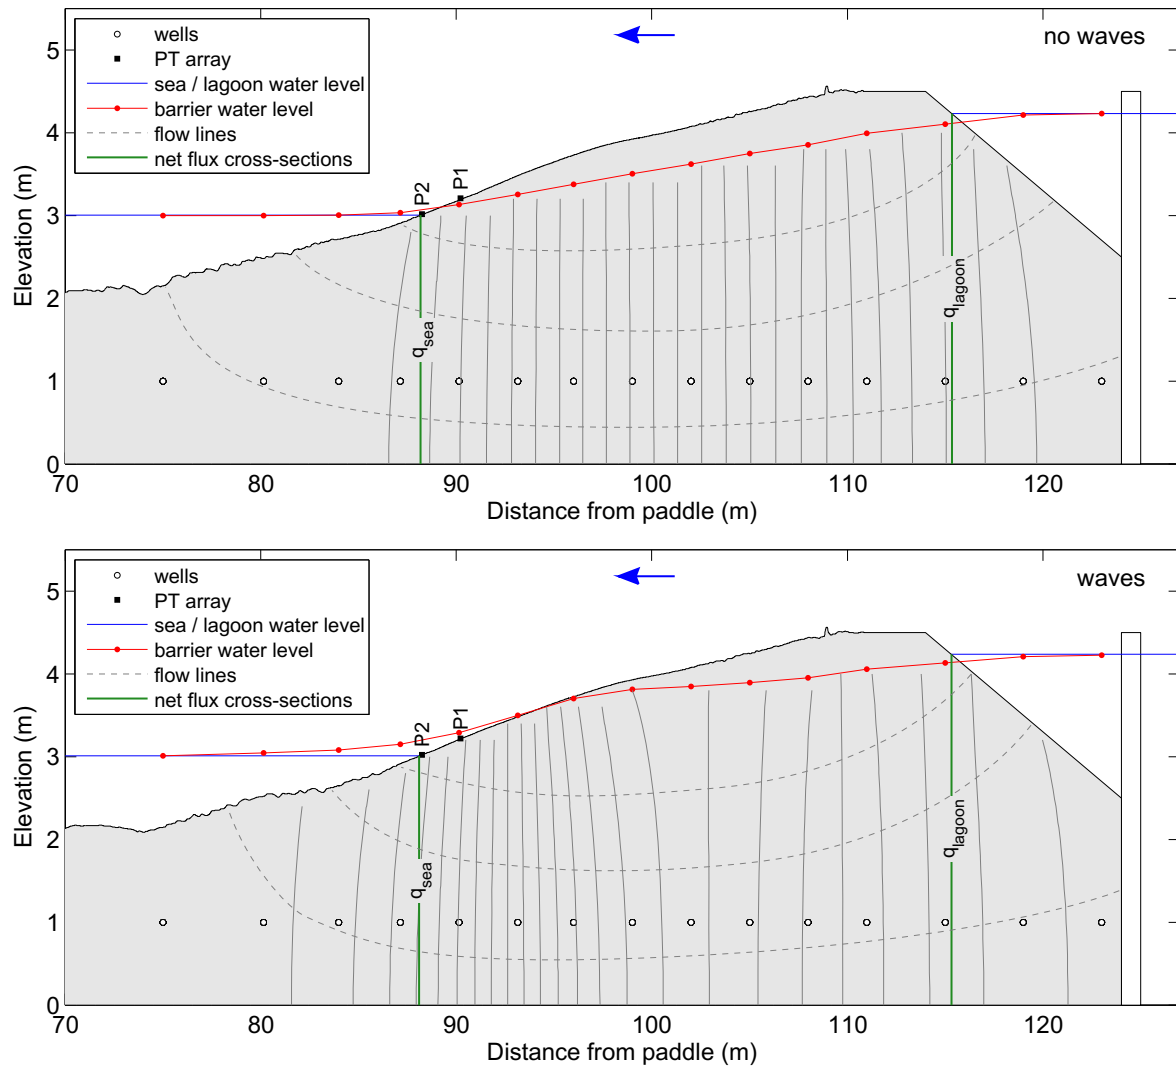 no waves
wells
PT array
sea / lagoon water level
barrier water level
flow lines
net flux cross-sections
P2
P1
q_sea
q_lagoon
Elevation (m)
0
1
2
3
4
5
70
80
90
100
110
120
Distance from paddle (m)
waves
wells
PT array
sea / lagoon water level
barrier water level
flow lines
net flux cross-sections
P2
P1
q_sea
q_lagoon
Elevation (m)
0
1
2
3
4
5
70
80
90
100
110
120
Distance from paddle (m)